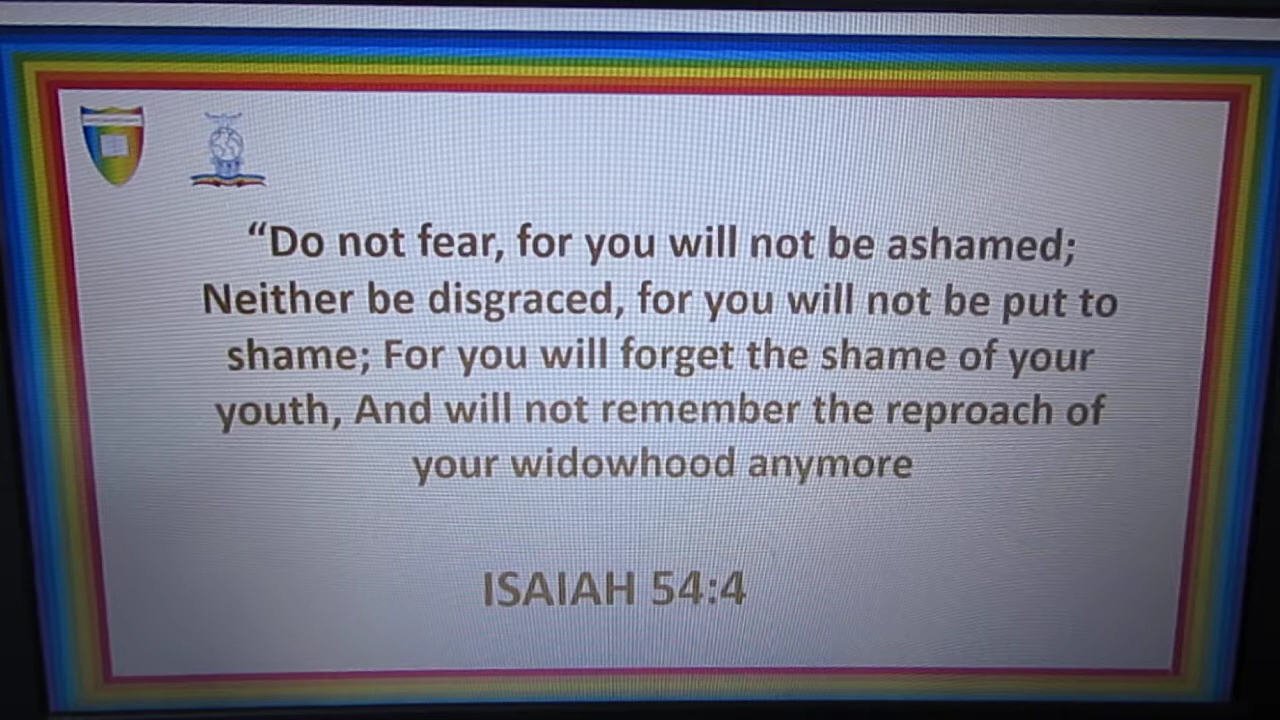 “Do not fear, for you will not be ashamed;
Neither be disgraced, for you will not be put to
shame; For you will forget the shame of your
youth, And will not remember the reproach of
your widowhood anymore
ISAIAH 54:4